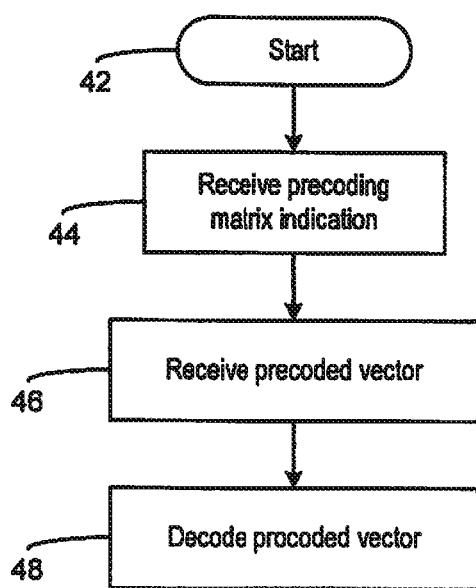 Start
42
Receive precoding
matrix indication
44
Receive precoded vector
46
Decode procoded vector
48